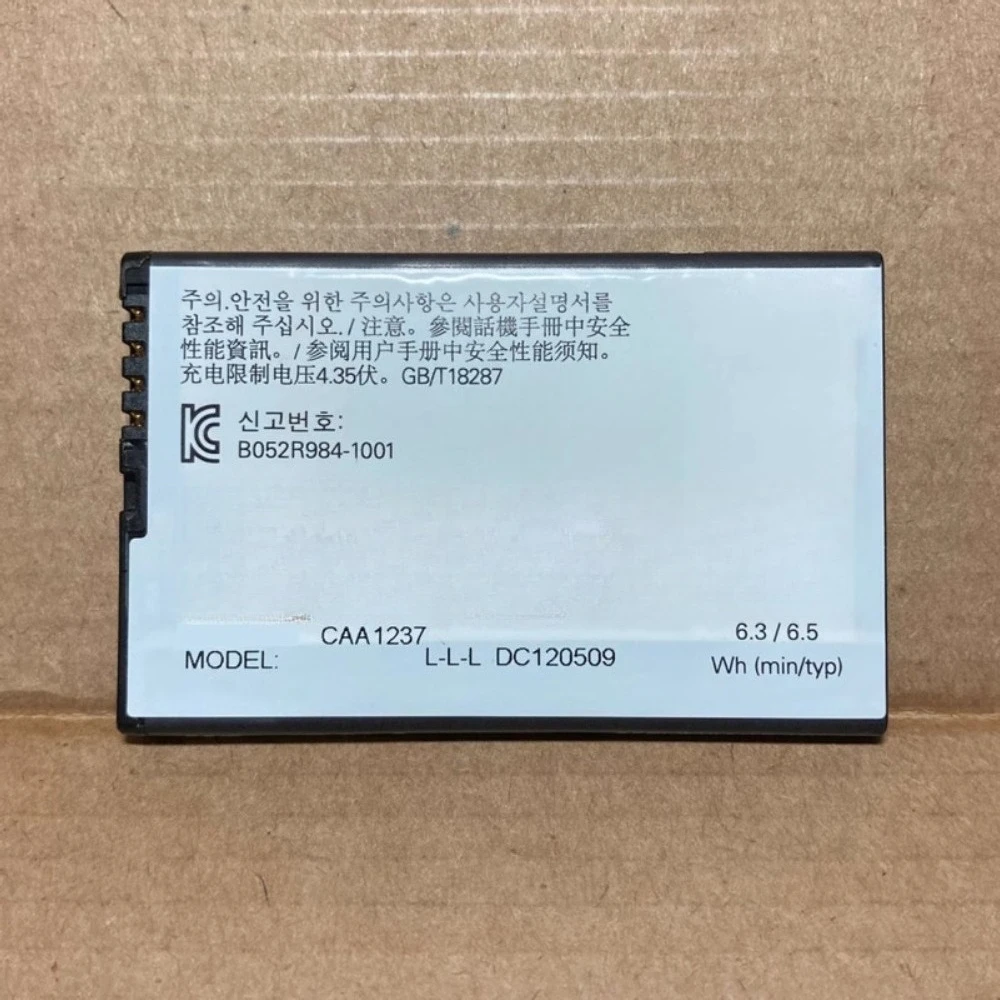 주의.안전을 위한 주의사항은 사용자설명서를
참조해 주십시오. / 注意。參閱話機手冊中安全
性能資訊。/ 参阅用户手册中安全性能须知。
充电限制电压4.35伏。GB/T18287
신고번호:
B052R984-1001
CAA1237
MODEL:
L-L-L DC120509
6.3 / 6.5
Wh (min/typ)